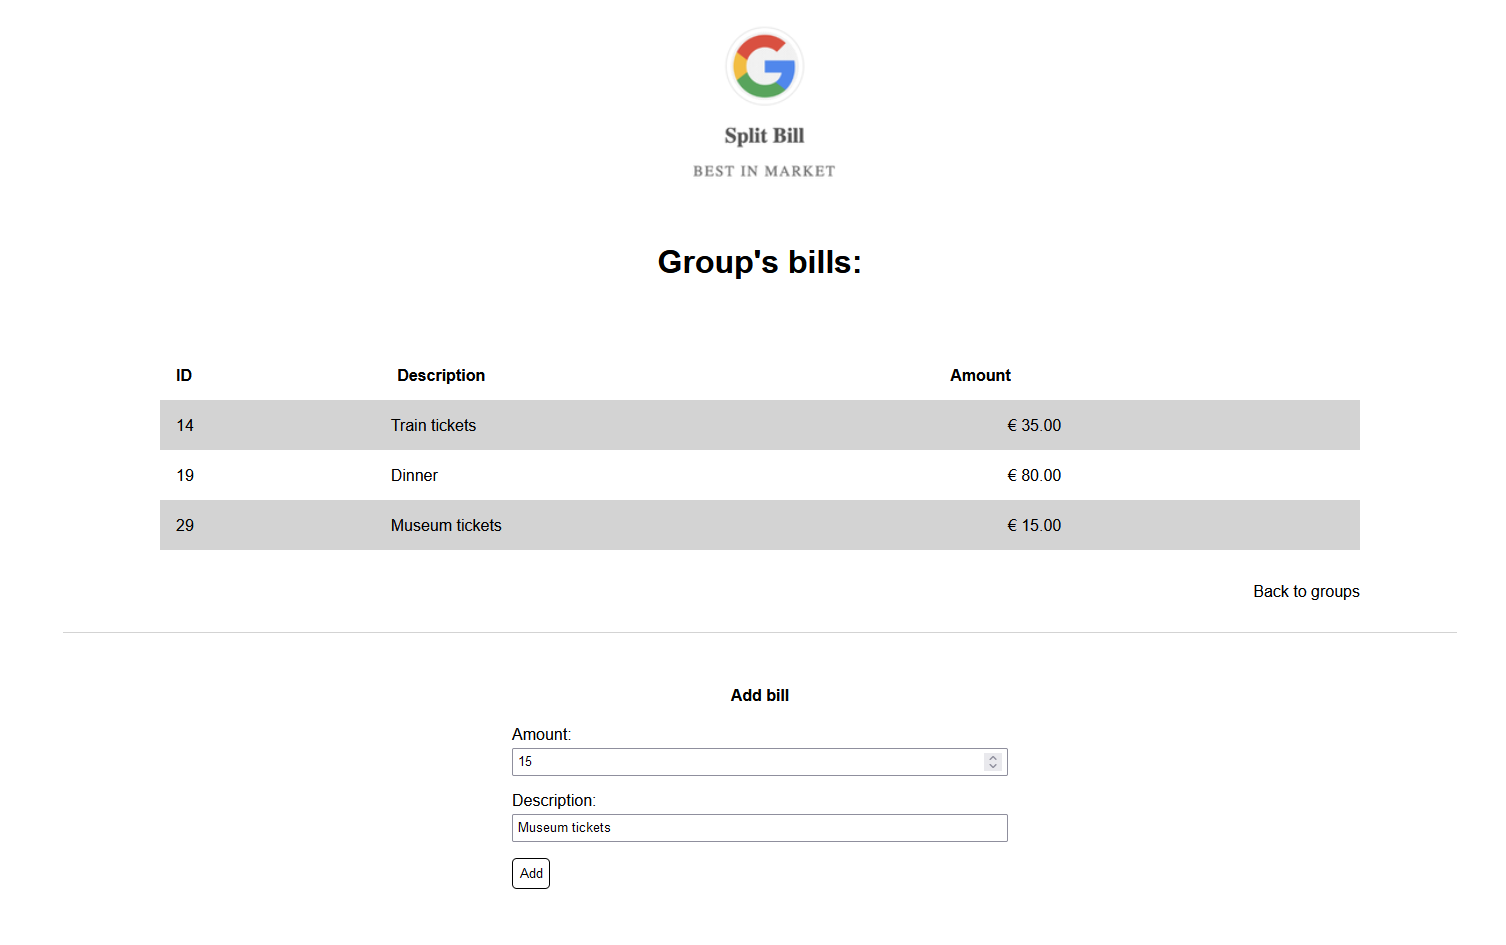 Split Bill
BEST IN MARKET
Group's bills:
ID Description Amount
14 Train tickets € 35.00
19 Dinner € 80.00
29 Museum tickets € 15.00
Back to groups
Add bill
Amount:
15
Description:
Museum tickets
Add